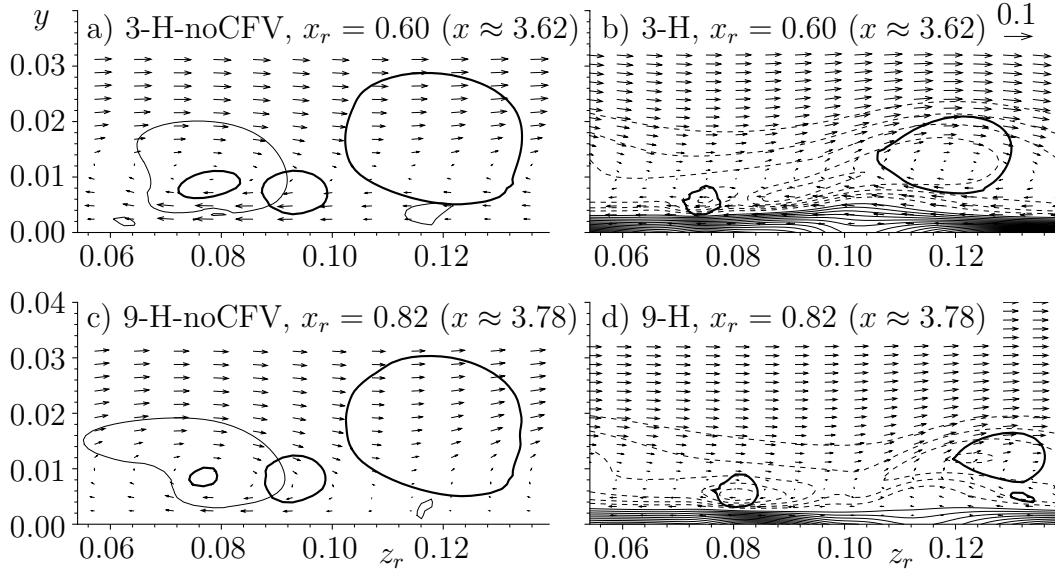 y a) 3-H-noCFV, x_r = 0.60 (x ≈ 3.62) b) 3-H, x_r = 0.60 (x ≈ 3.62) 0.1
0.03
0.02
0.01
0.00
0.06 0.08 0.10 0.12 0.06 0.08 0.10 0.12
0.04 c) 9-H-noCFV, x_r = 0.82 (x ≈ 3.78) d) 9-H, x_r = 0.82 (x ≈ 3.78)
0.03
0.02
0.01
0.00
0.06 0.08 z_r 0.10 0.12 0.06 0.08 z_r 0.10 0.12